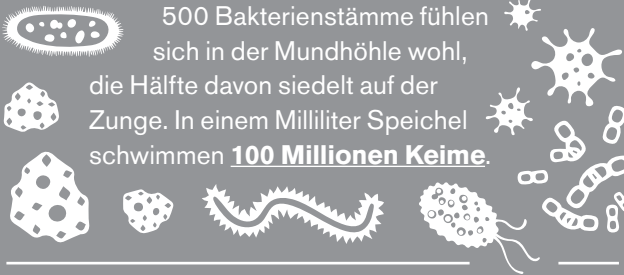 500 Bakterienstämme fühlen
sich in der Mundhöhle wohl,
die Hälfte davon siedelt auf der
Zunge. In einem Milliliter Speichel
schwimmen 100 Millionen Keime.